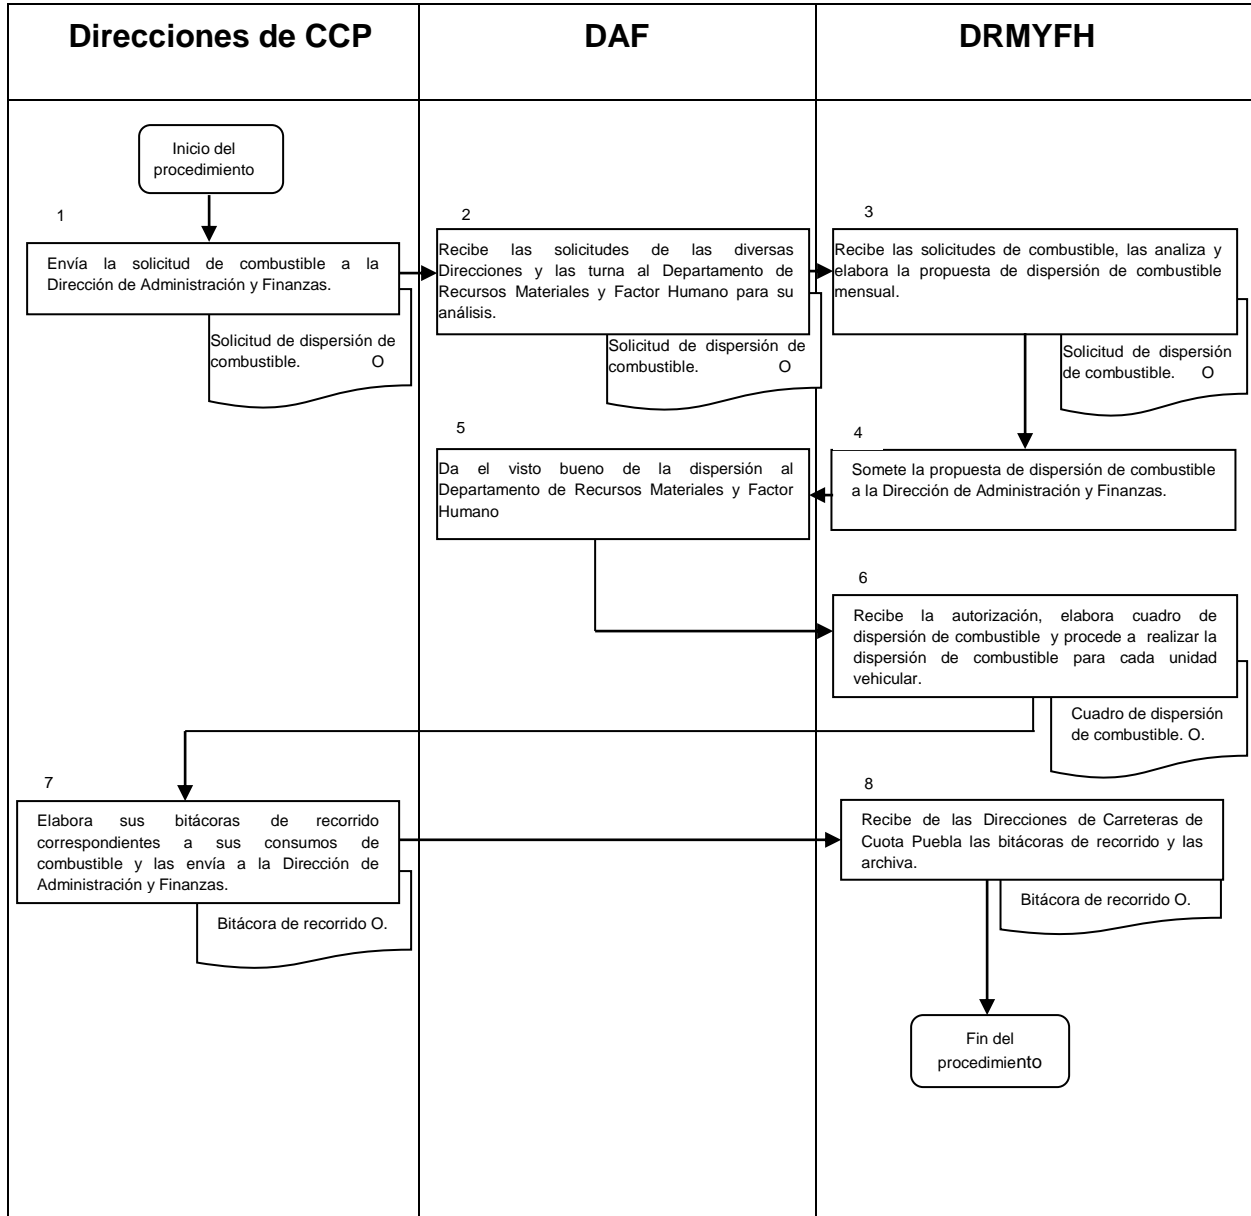 Direcciones de CCP
DAF
DRMYFH
Inicio del
procedimiento
1
Envía la solicitud de combustible a la
Dirección de Administración y Finanzas.
Solicitud de dispersión de
combustible. O
2
Recibe las solicitudes de las diversas
Direcciones y las turna al Departamento de
Recursos Materiales y Factor Humano para su
análisis.
Solicitud de dispersión de
combustible. O
3
Recibe las solicitudes de combustible, las analiza y
elabora la propuesta de dispersión de combustible
mensual.
Solicitud de dispersión
de combustible. O
4
Somete la propuesta de dispersión de combustible
a la Dirección de Administración y Finanzas.
5
Da el visto bueno de la dispersión al
Departamento de Recursos Materiales y Factor
Humano
6
Recibe la autorización, elabora cuadro de
dispersión de combustible y procede a realizar la
dispersión de combustible para cada unidad
vehicular.
Cuadro de dispersión
de combustible. O.
7
Elabora sus bitácoras de recorrido
correspondientes a sus consumos de
combustible y las envía a la Dirección de
Administración y Finanzas.
Bitácora de recorrido O.
8
Recibe de las Direcciones de Carreteras de
Cuota Puebla las bitácoras de recorrido y las
archiva.
Bitácora de recorrido O.
Fin del
procedimiento